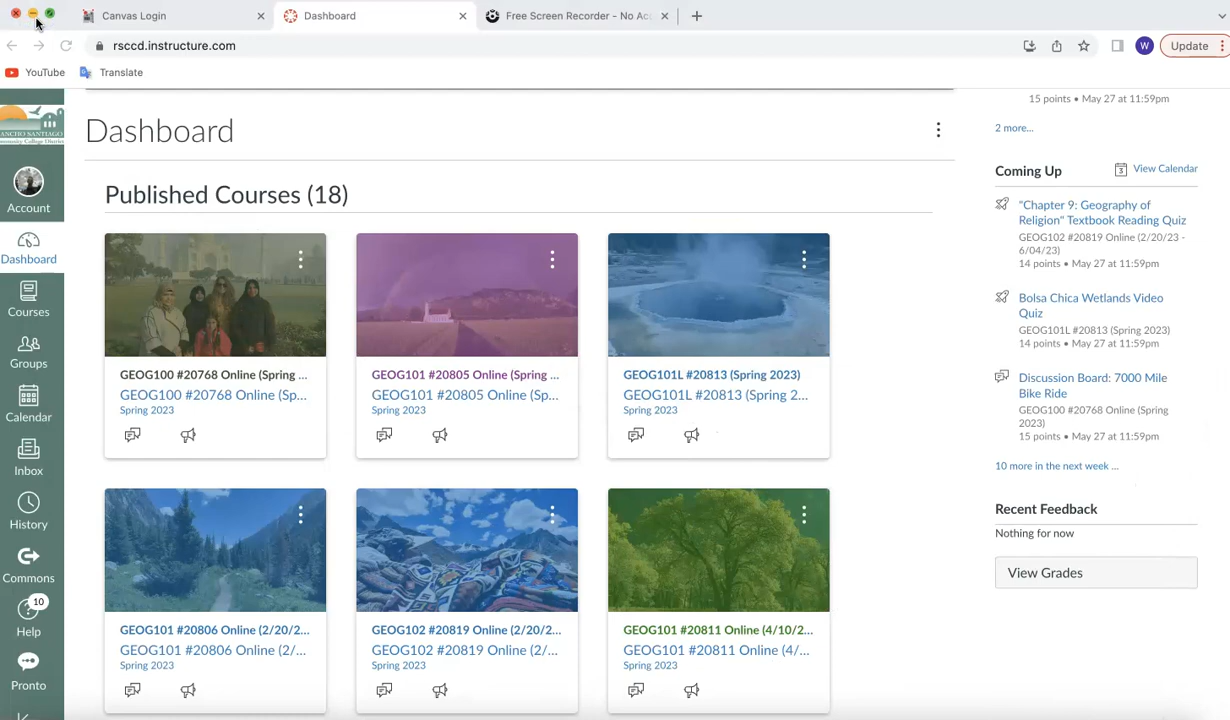 Canvas Login
Dashboard
Free Screen Recorder - No Ac
rsccd.instructure.com
W
Update
YouTube
Translate
ANCHO SANTIAGO
Account
Dashboard
Courses
Groups
Calendar
Inbox
History
Commons
10
Help
Pronto
Dashboard
Published Courses (18)
GEOG100 #20768 Online (Spring ...
GEOG100 #20768 Online (Sp...
Spring 2023
GEOG101 #20805 Online (Spring ...
GEOG101 #20805 Online (Sp...
Spring 2023
GEOG101L #20813 (Spring 2023)
GEOG101L #20813 (Spring 2...
Spring 2023
GEOG101 #20806 Online (2/20/2...
GEOG101 #20806 Online (2/...
Spring 2023
GEOG102 #20819 Online (2/20/2...
GEOG102 #20819 Online (2/...
Spring 2023
GEOG101 #20811 Online (4/10/2...
GEOG101 #20811 Online (4/...
Spring 2023
15 points • May 27 at 11:59pm
2 more...
Coming Up
3
View Calendar
"Chapter 9: Geography of
Religion" Textbook Reading Quiz
GEOG102 #20819 Online (2/20/23 -
6/04/23)
14 points • May 27 at 11:59pm
Bolsa Chica Wetlands Video
Quiz
GEOG101L #20813 (Spring 2023)
14 points • May 27 at 11:59pm
Discussion Board: 7000 Mile
Bike Ride
GEOG100 #20768 Online (Spring
2023)
15 points • May 27 at 11:59pm
10 more in the next week ...
Recent Feedback
Nothing for now
View Grades